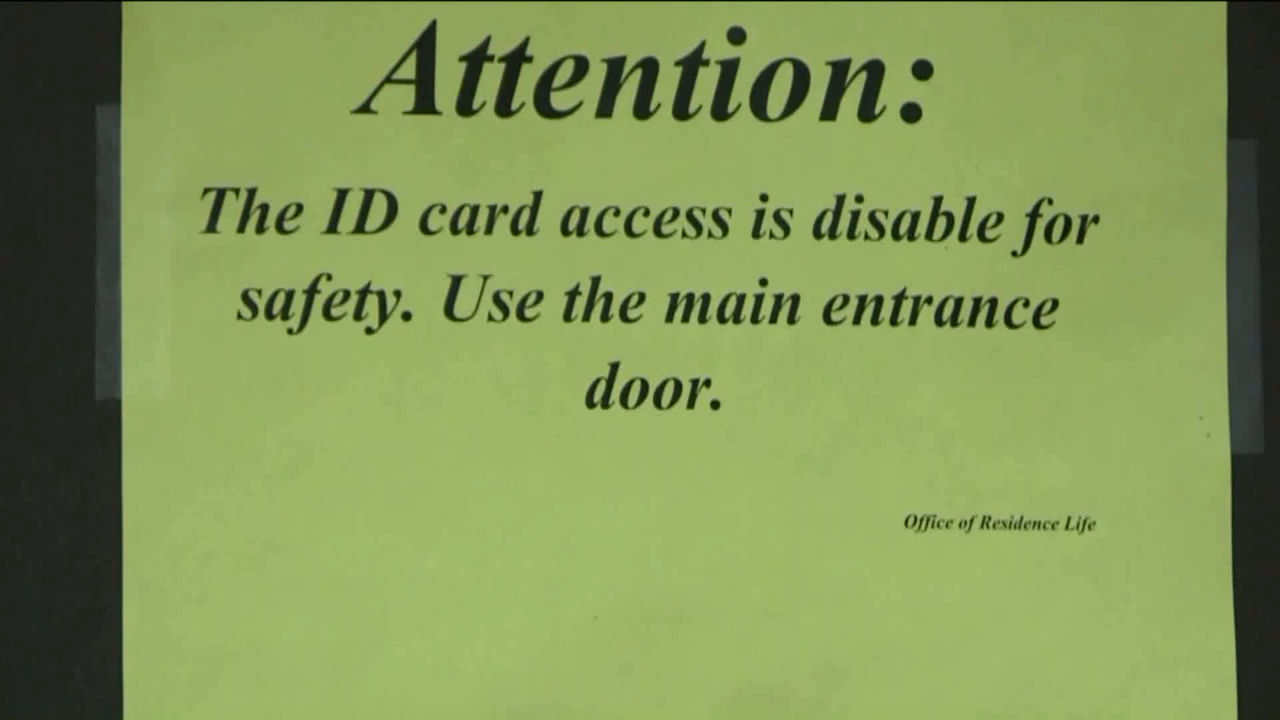 Attention:
The ID card access is disable for
safety. Use the main entrance
door.
Office of Residence Life